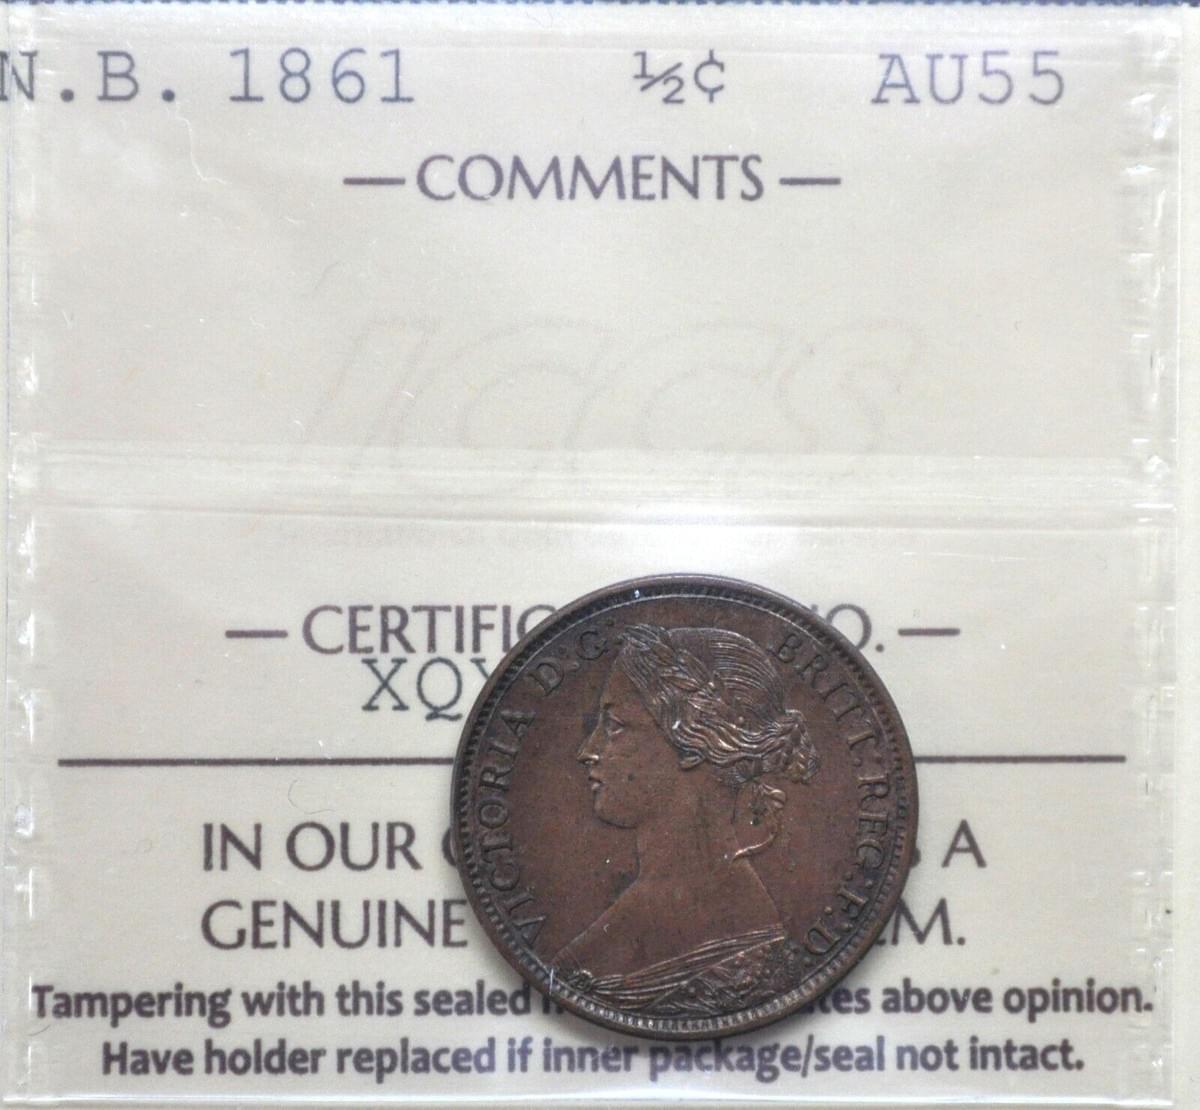 N.B. 1861 ½¢ AU55
— COMMENTS —
ICCS
— CERTIFIC O. —
XQ
IN OUR A
GENUINE M.
Tampering with this sealed tes above opinion.
Have holder replaced if inner package/seal not intact.
VICTORIA D:G: BRITT:REG:F:D: